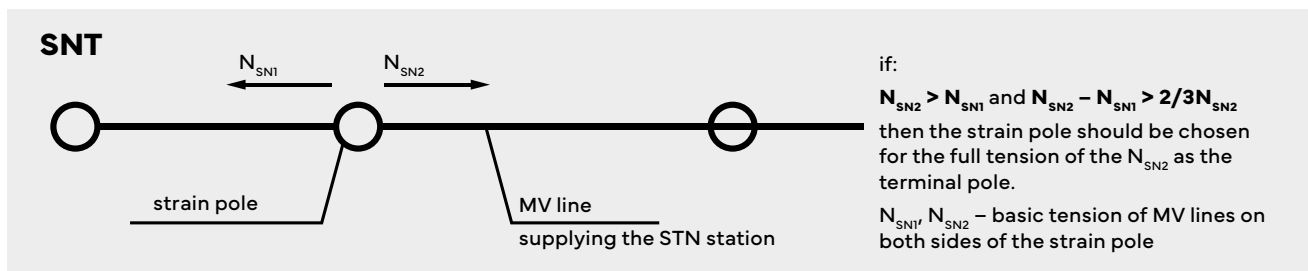 SNT
N_SN1
N_SN2
strain pole
MV line
supplying the STN station
if:
N_SN2 > N_SN1 and N_SN2 – N_SN1 > 2/3N_SN2
then the strain pole should be chosen
for the full tension of the N_SN2 as the
terminal pole.
N_SN1, N_SN2 – basic tension of MV lines on
both sides of the strain pole